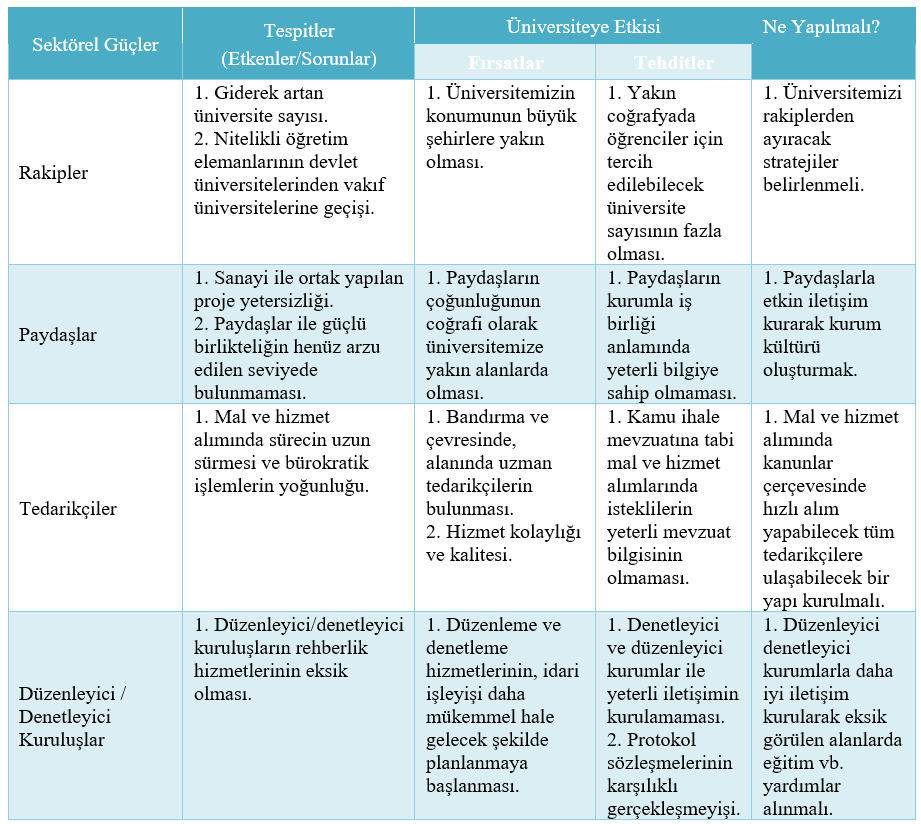 Sektörel Güçler
Tespitler
(Etkenler/Sorunlar)
Üniversiteye Etkisi
Ne Yapılmalı?
Fırsatlar
Tehditler
Rakipler
1. Giderek artan
üniversite sayısı.
2. Nitelikli öğretim
elemanlarının devlet
üniversitelerinden vakıf
üniversitelerine geçişi.
1. Üniversitemizin
konumunun büyük
şehirlere yakın
olması.
1. Yakın
coğrafyada
öğrenciler için
tercih
edilebilecek
üniversite
sayısının fazla
olması.
1. Üniversitemizi
rakiplerden
ayıracak
stratejiler
belirlenmeli.
Paydaşlar
1. Sanayi ile ortak yapılan
proje yetersizliği.
2. Paydaşlar ile güçlü
birlikteliğin henüz arzu
edilen seviyede
bulunmaması.
1. Paydaşların
çoğunluğunun
coğrafi olarak
üniversitemize
yakın alanlarda
olması.
1. Paydaşların
kurumla iş
birliği
anlamında
yeterli bilgiye
sahip olmaması.
1. Paydaşlarla
etkin iletişim
kurarak kurum
kültürü
oluşturmak.
Tedarikçiler
1. Mal ve hizmet
alımında sürecin uzun
sürmesi ve bürokratik
işlemlerin yoğunluğu.
1. Bandırma ve
çevresinde,
alanında uzman
tedarikçilerin
bulunması.
2. Hizmet kolaylığı
ve kalitesi.
1. Kamu ihale
mevzuatına tabi
mal ve hizmet
alımlarında
isteklilerin
yeterli mevzuat
bilgisinin
olmaması.
1. Mal ve hizmet
alımında
kanunlar
çerçevesinde
hızlı alım
yapabilecek tüm
tedarikçilere
ulaşabilecek bir
yapı kurulmalı.
Düzenleyici /
Denetleyici
Kuruluşlar
1. Düzenleyici/denetleyici
kuruluşların rehberlik
hizmetlerinin eksik
olması.
1. Düzenleme ve
denetleme
hizmetlerinin, idari
işleyişi daha
mükemmel hale
gelecek şekilde
planlanmaya
başlanması.
1. Denetleyici
ve düzenleyici
kurumlar ile
yeterli iletişimin
kurulamaması.
2. Protokol
sözleşmelerinin
karşılıklı
gerçekleşmeyişi.
1. Düzenleyici
denetleyici
kurumlarla daha
iyi iletişim
kurularak eksik
görülen alanlarda
eğitim vb.
yardımlar
alınmalı.